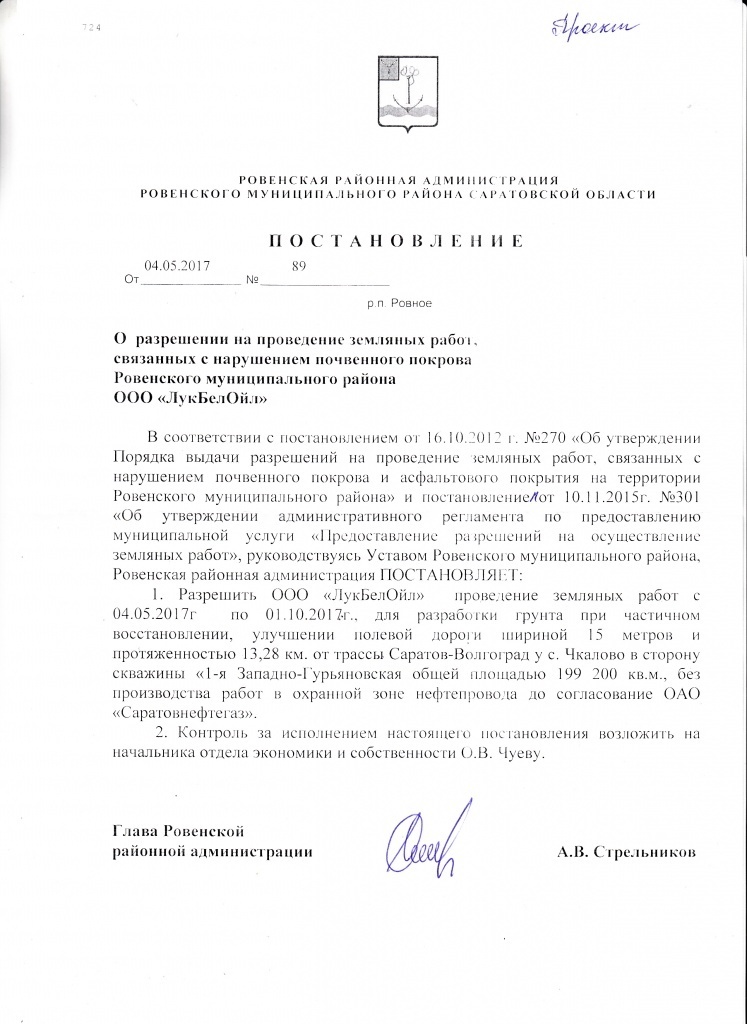 724
Проект
РОВЕНСКАЯ РАЙОННАЯ АДМИНИСТРАЦИЯ
РОВЕНСКОГО МУНИЦИПАЛЬНОГО РАЙОНА САРАТОВСКОЙ ОБЛАСТИ
ПОСТАНОВЛЕНИЕ
От 04.05.2017 № 89
р.п. Ровное
О разрешении на проведение земляных работ,
связанных с нарушением почвенного покрова
Ровенского муниципального района
ООО «ЛукБелОйл»
В соответствии с постановлением от 16.10.2012 г. №270 «Об утверждении
Порядка выдачи разрешений на проведение земляных работ, связанных с
нарушением почвенного покрова и асфальтового покрытия на территории
Ровенского муниципального района» и постановлением от 10.11.2015г. №301
«Об утверждении административного регламента по предоставлению
муниципальной услуги «Предоставление разрешений на осуществление
земляных работ», руководствуясь Уставом Ровенского муниципального района,
Ровенская районная администрация ПОСТАНОВЛЯЕТ:
1. Разрешить ООО «ЛукБелОйл» проведение земляных работ с
04.05.2017г по 01.10.2017г., для разработки грунта при частичном
восстановлении, улучшении полевой дороги шириной 15 метров и
протяженностью 13,28 км. от трассы Саратов-Волгоград у с. Чкалово в сторону
скважины «1-я Западно-Гурьяновская общей площадью 199 200 кв.м., без
производства работ в охранной зоне нефтепровода до согласование ОАО
«Саратовнефтегаз».
2. Контроль за исполнением настоящего постановления возложить на
начальника отдела экономики и собственности О.В. Чуеву.
Глава Ровенской
районной администрации А.В. Стрельников